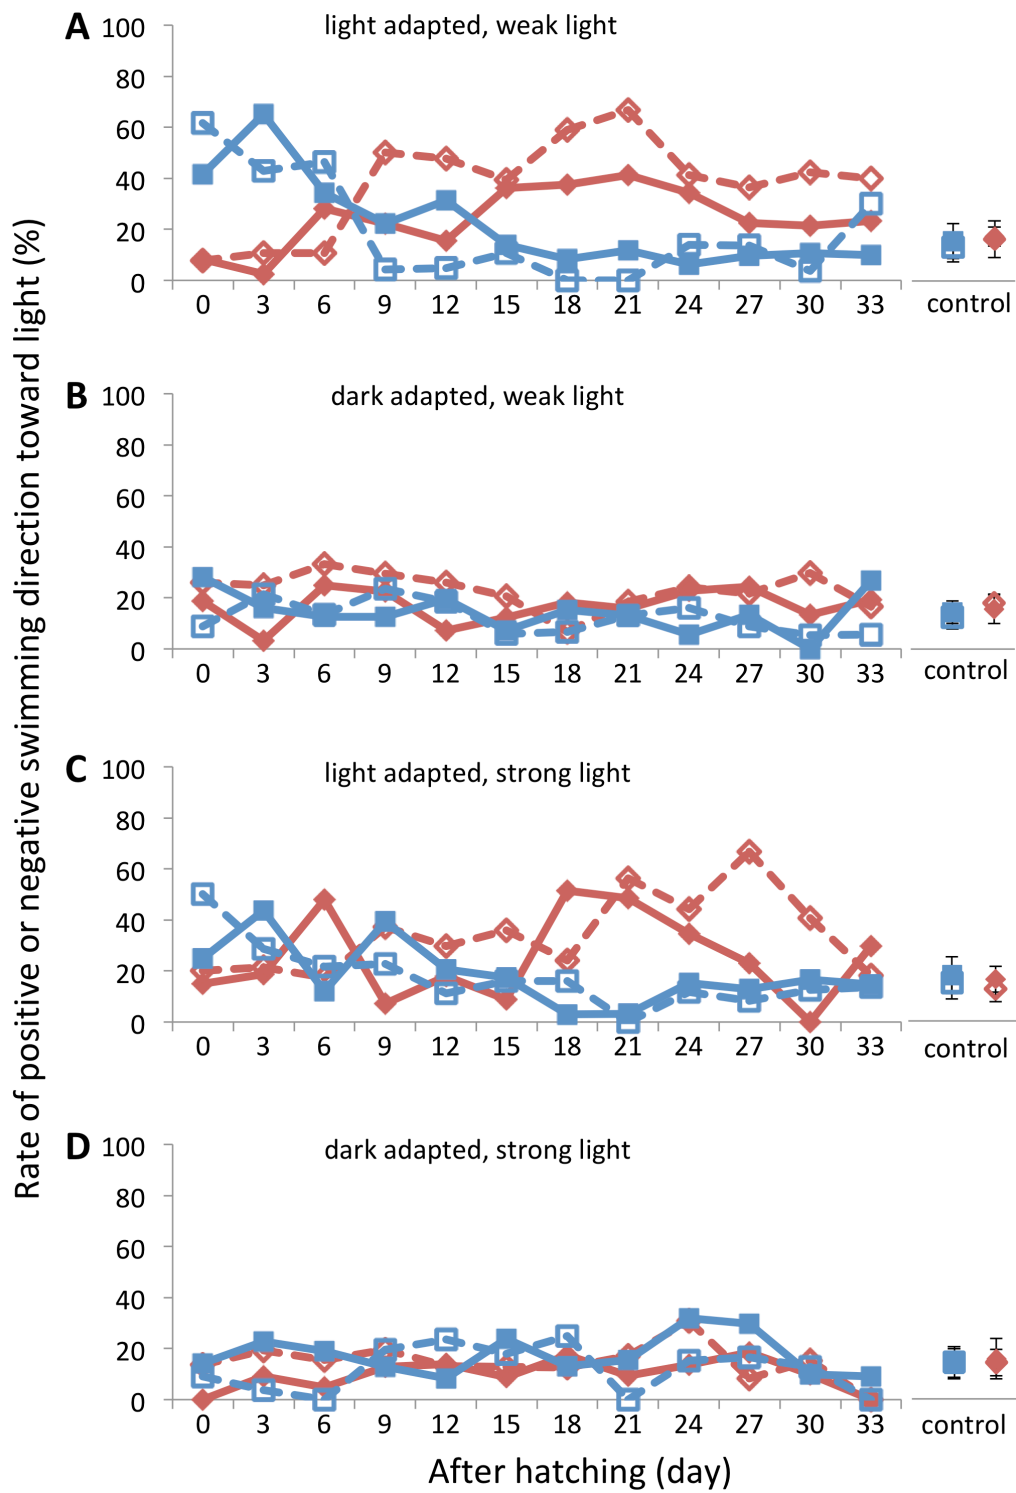 Rate of positive or negative swimming direction toward light (%)
A
light adapted, weak light
100
80
60
40
20
0
0 3 6 9 12 15 18 21 24 27 30 33
control
B
dark adapted, weak light
100
80
60
40
20
0
0 3 6 9 12 15 18 21 24 27 30 33
control
C
light adapted, strong light
100
80
60
40
20
0
0 3 6 9 12 15 18 21 24 27 30 33
control
D
dark adapted, strong light
100
80
60
40
20
0
0 3 6 9 12 15 18 21 24 27 30 33
control
After hatching (day)